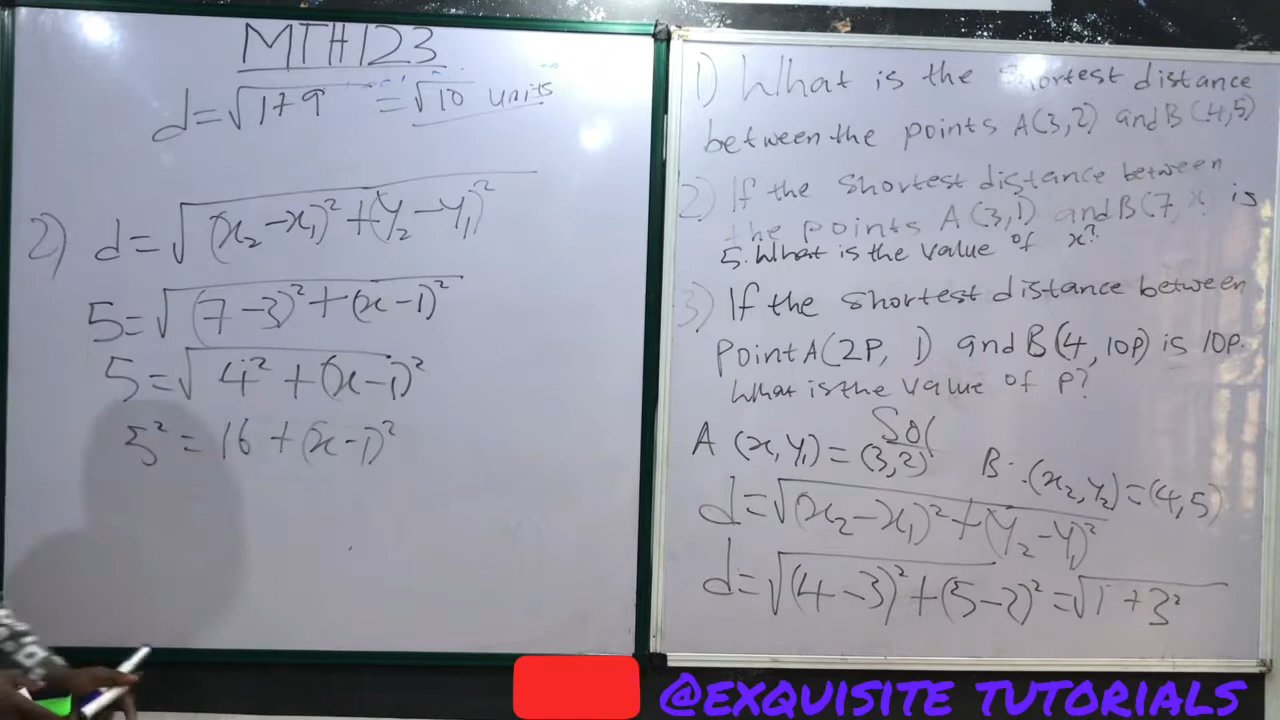 MTH123
d=√1+9 =√10 units
2) d=√(x₂-x₁)²+(y₂-y₁)²
5=√(7-3)²+(x-1)²
5=√4²+(x-1)²
5²=16+(x-1)²
1) What is the shortest distance
between the points A(3,2) and B(4,5)
2) If the shortest distance between
the points A(3,1) and B(7,x is
5. What is the value of x?
3) If the shortest distance between
Point A(2P, 1) and B(4,10P) is 10P.
What is the value of P?
Sol
A (x,y₁)=(3,2) B:(x₂,y₂)=(4,5)
d=√(x₂-x₁)²+(y₂-y₁)²
d=√(4-3)²+(5-2)²=√1+3²
@EXQUISITE TUTORIALS